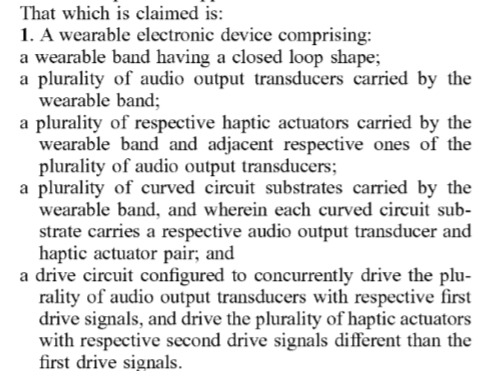 That which is claimed is:
1. A wearable electronic device comprising:
a wearable band having a closed loop shape;
a plurality of audio output transducers carried by the
wearable band;
a plurality of respective haptic actuators carried by the
wearable band and adjacent respective ones of the
plurality of audio output transducers;
a plurality of curved circuit substrates carried by the
wearable band, and wherein each curved circuit sub-
strate carries a respective audio output transducer and
haptic actuator pair; and
a drive circuit configured to concurrently drive the plu-
rality of audio output transducers with respective first
drive signals, and drive the plurality of haptic actuators
with respective second drive signals different than the
first drive signals.